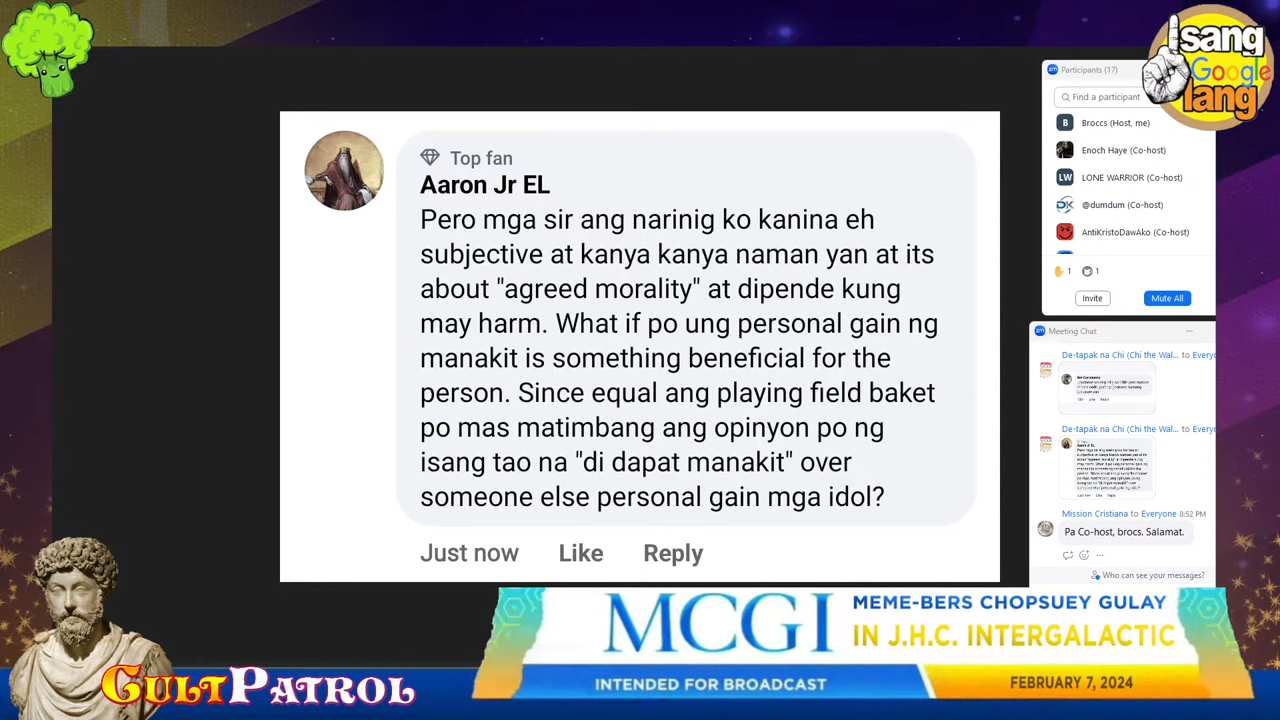 Isang
Google
lang
Participants (17)
Find a participant
B Broccs (Host, me)
Enoch Haye (Co-host)
LW LONE WARRIOR (Co-host)
DK @dumdum (Co-host)
AntiKristoDawAko (Co-host)
1 1
Invite Mute All
Top fan
Aaron Jr EL
Pero mga sir ang narinig ko kanina eh
subjective at kanya kanya naman yan at its
about "agreed morality" at dipende kung
may harm. What if po ung personal gain ng
manakit is something beneficial for the
person. Since equal ang playing field baket
po mas matimbang ang opinyon po ng
isang tao na "di dapat manakit" over
someone else personal gain mga idol?
Just now Like Reply
Meeting Chat
De-tapak na Chi (Chi the Wal... to Everyo
De-tapak na Chi (Chi the Wal... to Everyo
Aaron Jr EL
Mission Cristiana to Everyone 8:52 PM
Pa Co-host, brocs. Salamat.
Who can see your messages?
MCGI
MEME-BERS CHOPSUEY GULAY
IN J.H.C. INTERGALACTIC
INTENDED FOR BROADCAST
FEBRUARY 7, 2024
CULTPATROL